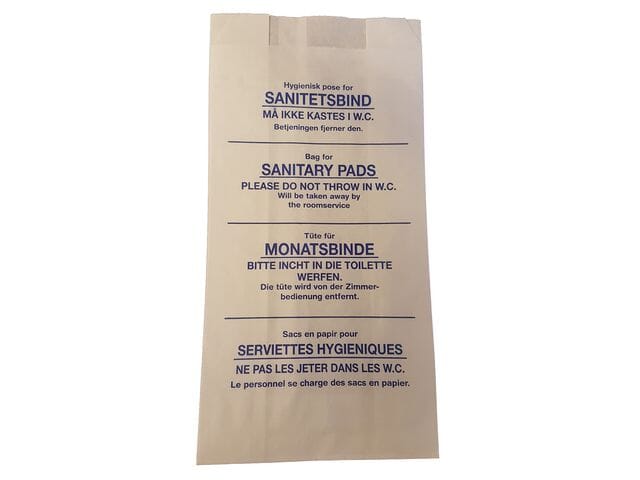 Hygienisk pose for
SANITETSBIND
MÅ IKKE KASTES I W.C.
Betjeningen fjerner den.
Bag for
SANITARY PADS
PLEASE DO NOT THROW IN W.C.
Will be taken away by
the roomservice
Tüte für
MONATSBINDE
BITTE INCHT IN DIE TOILETTE
WERFEN.
Die tüte wird von der Zimmer-
bedienung entfernt.
Sacs en papir pour
SERVIETTES HYGIENIQUES
NE PAS LES JETER DANS LES W.C.
Le personnel se charge des sacs en papier.